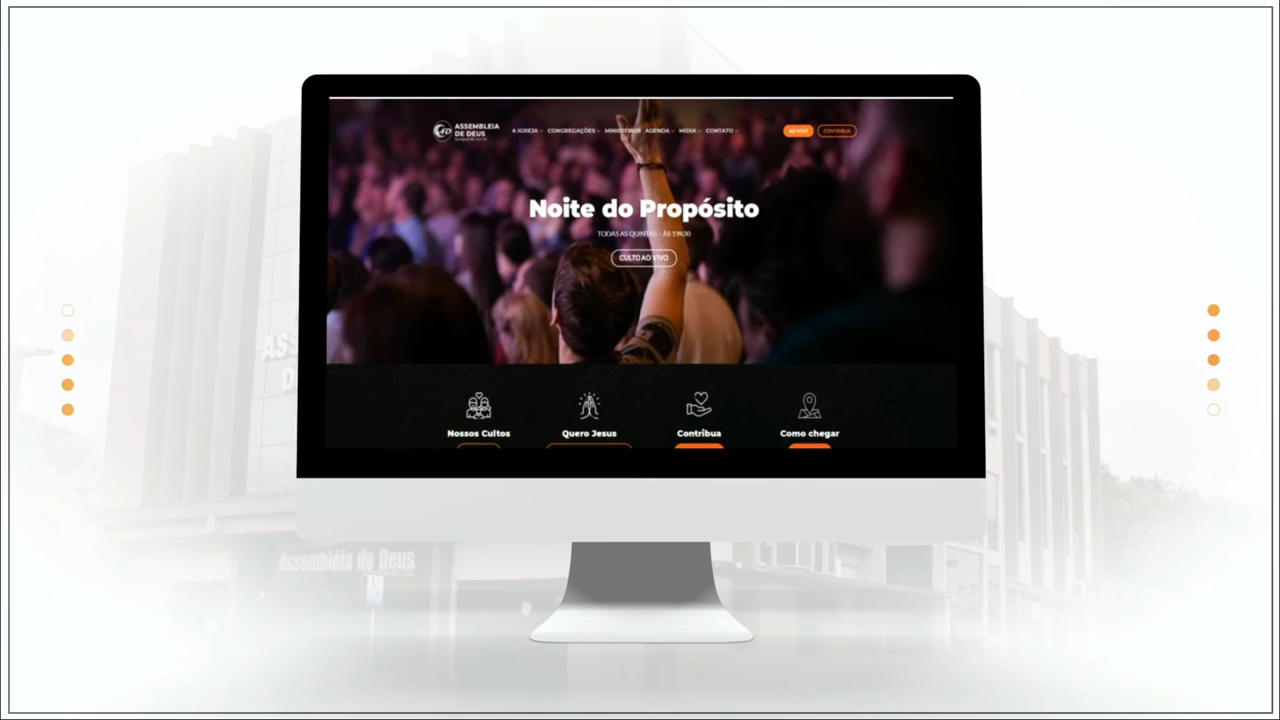 ASSEMBLEIA
DE DEUS
A IGREJA
CONGREGAÇÕES
MINISTÉRIOS
AGENDA
MÍDIA
CONTATO
AO VIVO
CONTRIBUA
Noite do Propósito
TODAS AS QUINTAS - ÀS 19h30
CULTO AO VIVO
Nossos Cultos
Quero Jesus
Contribua
Como chegar
ASS
D
Assembléia de Deus